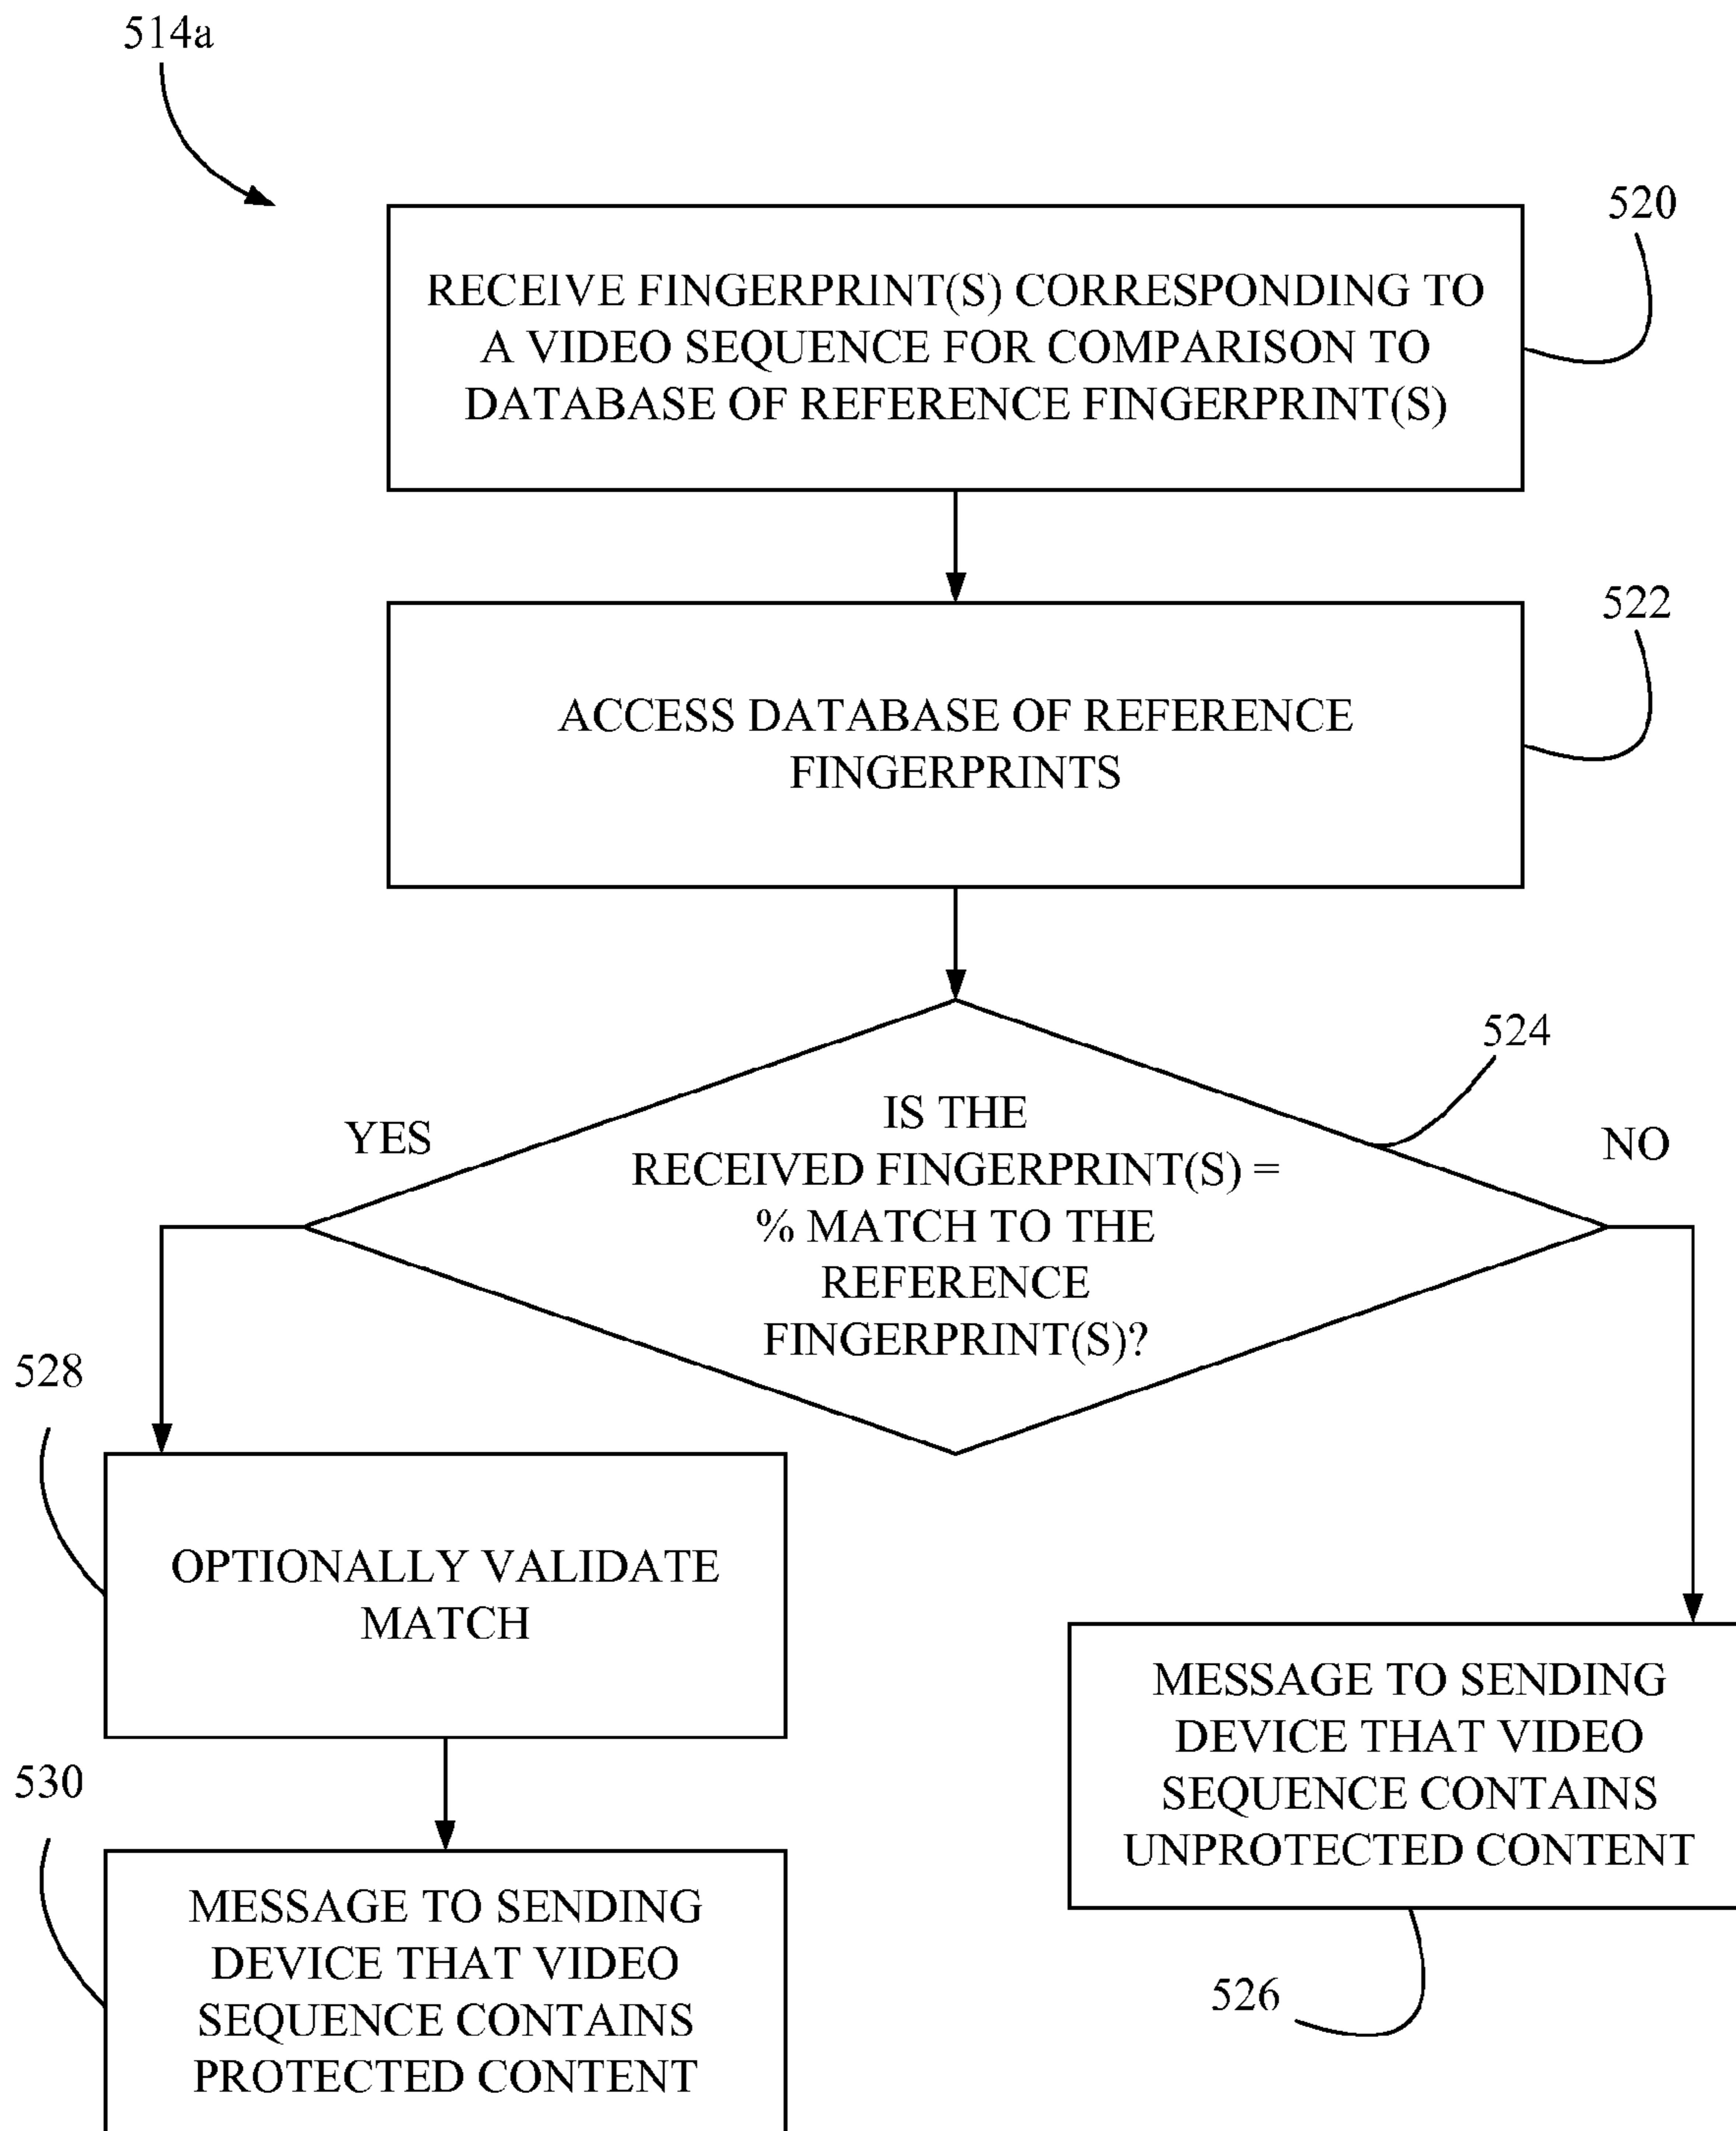 514a
520
RECEIVE FINGERPRINT(S) CORRESPONDING TO
A VIDEO SEQUENCE FOR COMPARISON TO
DATABASE OF REFERENCE FINGERPRINT(S)
522
ACCESS DATABASE OF REFERENCE
FINGERPRINTS
524
YES
NO
IS THE
RECEIVED FINGERPRINT(S) =
% MATCH TO THE
REFERENCE
FINGERPRINT(S)?
528
OPTIONALLY VALIDATE
MATCH
MESSAGE TO SENDING
DEVICE THAT VIDEO
SEQUENCE CONTAINS
UNPROTECTED CONTENT
526
530
MESSAGE TO SENDING
DEVICE THAT VIDEO
SEQUENCE CONTAINS
PROTECTED CONTENT